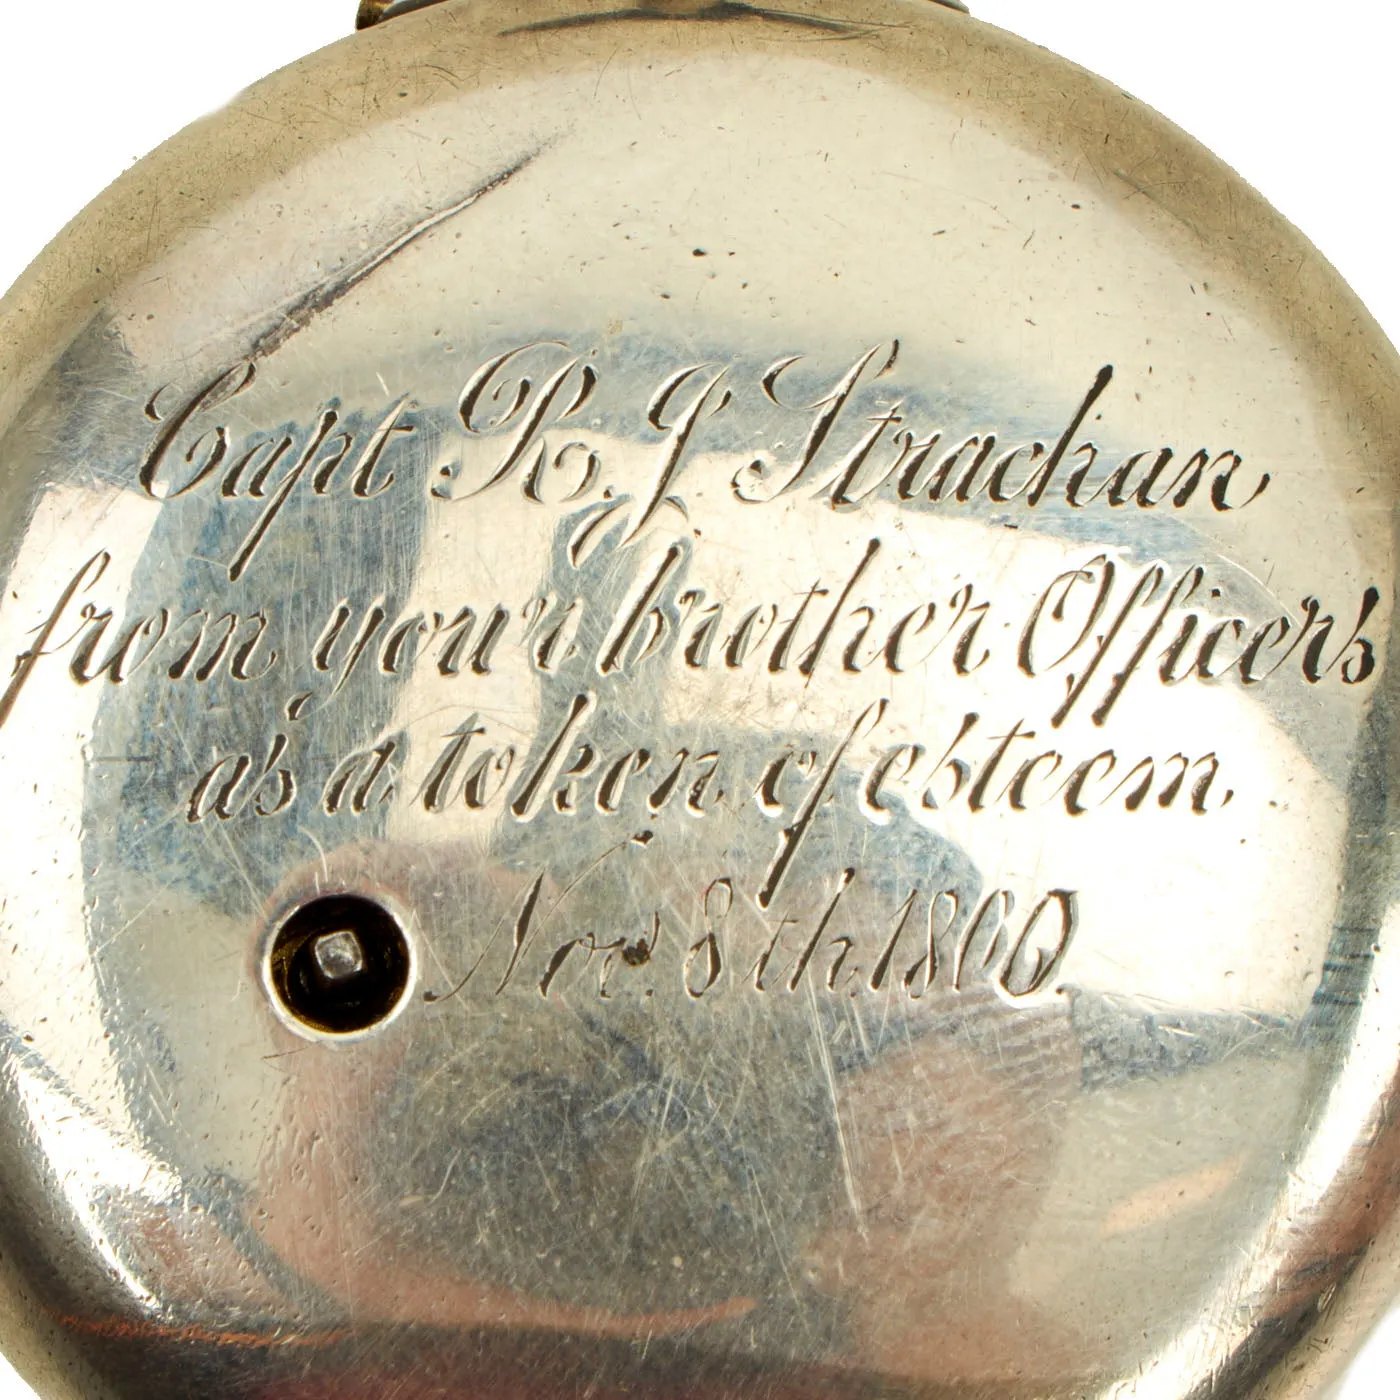 Capt R. J Strachan
from your brother Officers
as a token of esteem.
Nov. 8th. 1860.